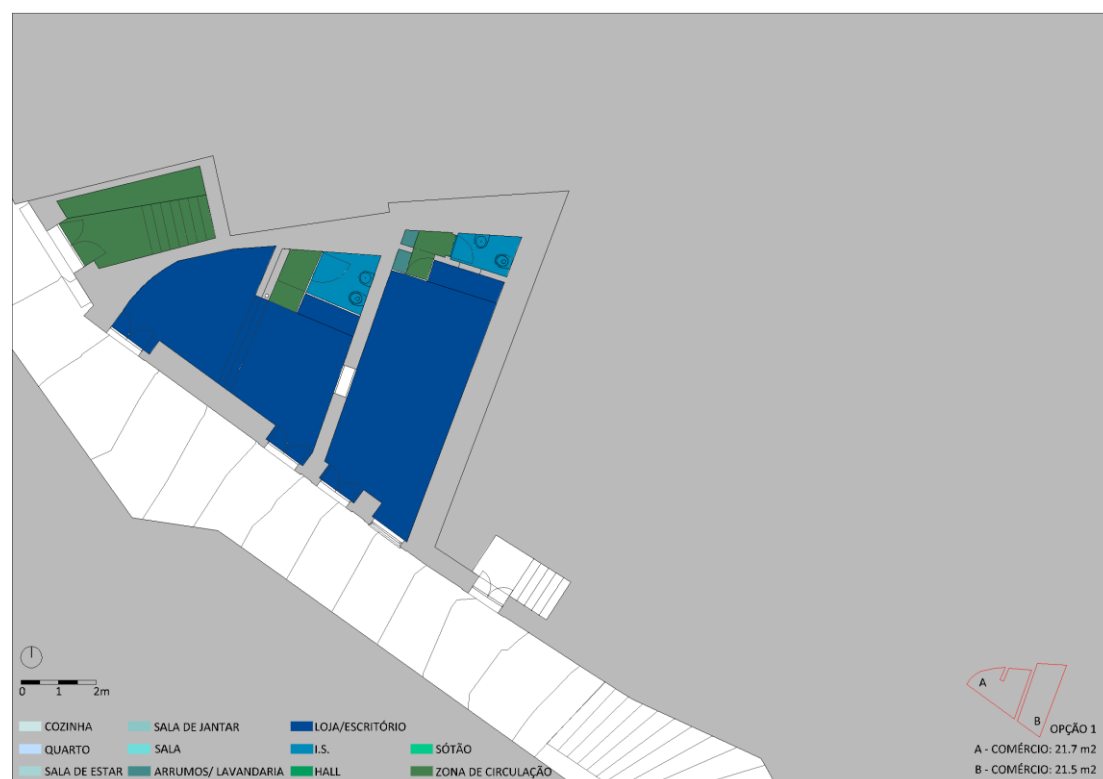 0 1 2m
COZINHA SALA DE JANTAR LOJA/ESCRITÓRIO
QUARTO SALA I.S. SÓTÃO
SALA DE ESTAR ARRUMOS/ LAVANDARIA HALL ZONA DE CIRCULAÇÃO
A
B
OPÇÃO 1
A - COMÉRCIO: 21.7 m2
B - COMÉRCIO: 21.5 m2